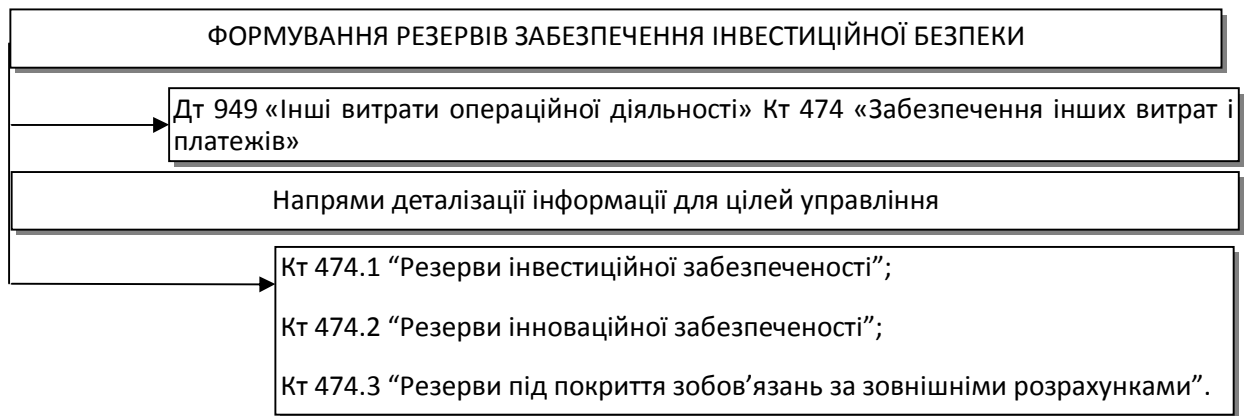 ФОРМУВАННЯ РЕЗЕРВІВ ЗАБЕЗПЕЧЕННЯ ІНВЕСТИЦІЙНОЇ БЕЗПЕКИ
Дт 949 «Інші витрати операційної діяльності» Кт 474 «Забезпечення інших витрат і
платежів»
Напрями деталізації інформації для цілей управління
Кт 474.1 “Резерви інвестиційної забезпеченості”;
Кт 474.2 “Резерви інноваційної забезпеченості”;
Кт 474.3 “Резерви під покриття зобов’язань за зовнішніми розрахунками”.